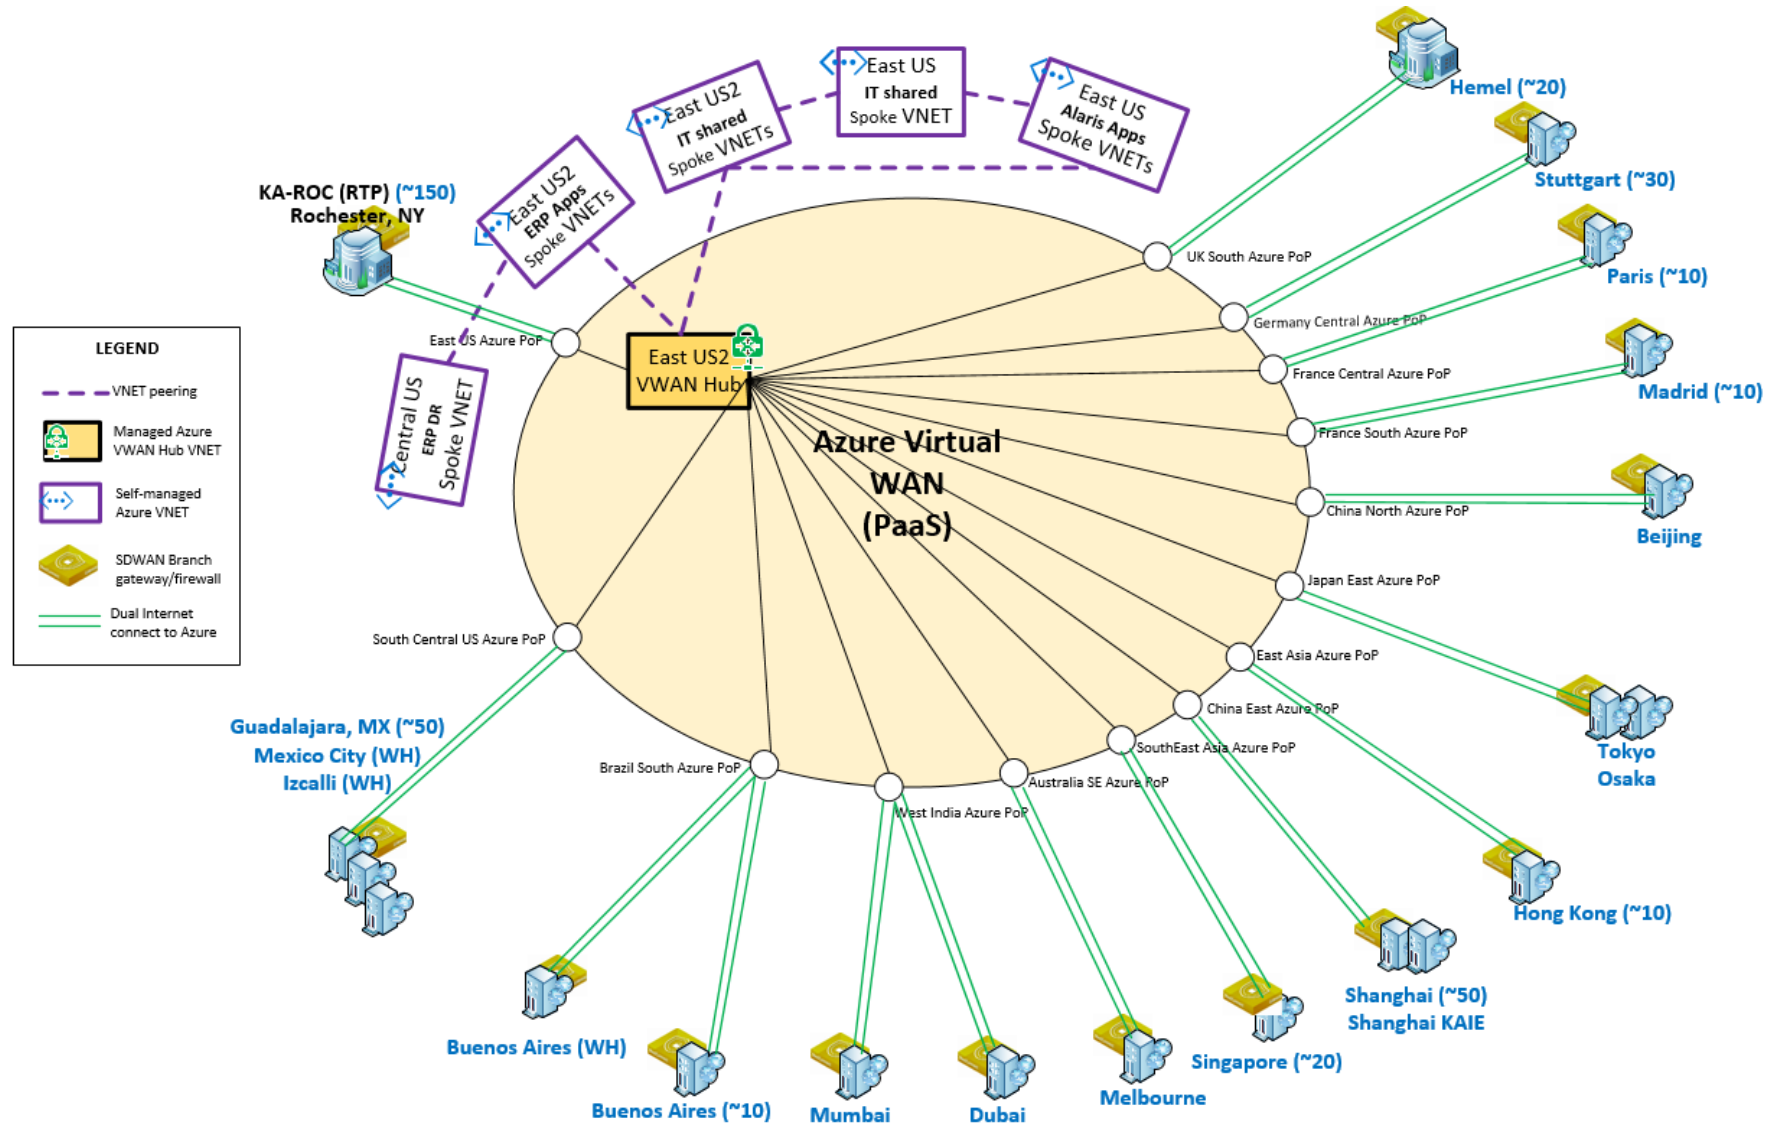 East US
IT shared
Spoke VNET
East US
Alaris Apps
Spoke VNETs
East US2
IT shared
Spoke VNETs
East US2
ERP Apps
Spoke VNETs
Central US
ERP DR
Spoke VNET
KA-ROC (RTP) (~150)
Rochester, NY
East US Azure PoP
East US2
VWAN Hub
Azure Virtual
WAN
(PaaS)
LEGEND
VNET peering
Managed Azure
VWAN Hub VNET
Self-managed
Azure VNET
SDWAN Branch
gateway/firewall
Dual Internet
connect to Azure
Hemel (~20)
UK South Azure PoP
Stuttgart (~30)
Germany Central Azure PoP
Paris (~10)
France Central Azure PoP
Madrid (~10)
France South Azure PoP
Beijing
China North Azure PoP
Japan East Azure PoP
Tokyo
Osaka
East Asia Azure PoP
Hong Kong (~10)
China East Azure PoP
Shanghai (~50)
Shanghai KAIE
SouthEast Asia Azure PoP
Singapore (~20)
Australia SE Azure PoP
Melbourne
West India Azure PoP
Dubai
Mumbai
Brazil South Azure PoP
Buenos Aires (~10)
Buenos Aires (WH)
South Central US Azure PoP
Guadalajara, MX (~50)
Mexico City (WH)
Izcalli (WH)